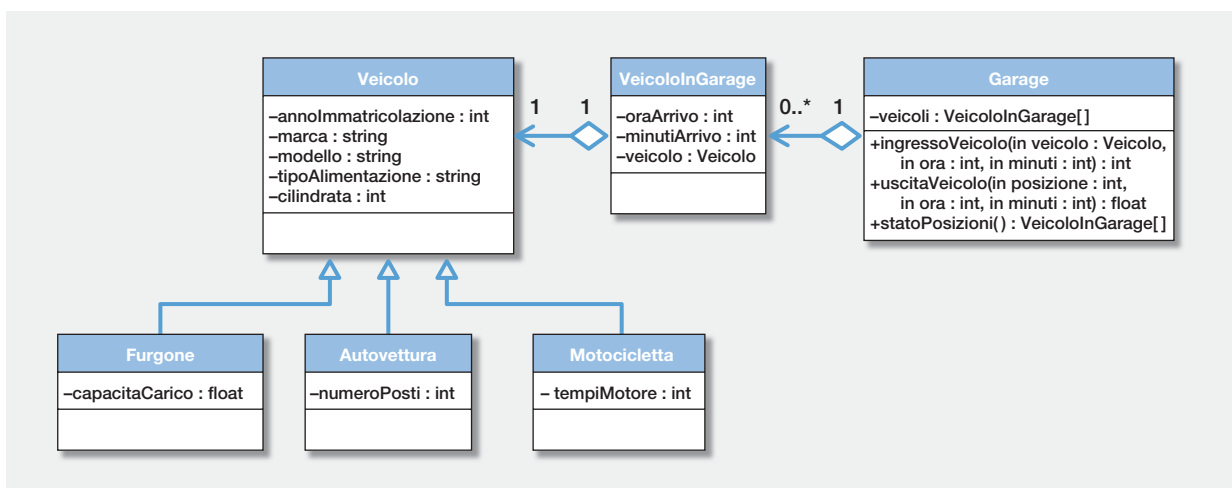 Veicolo
–annoImmatricolazione : int
–marca : string
–modello : string
–tipoAlimentazione : string
–cilindrata : int
1
1
VeicoloInGarage
–oraArrivo : int
–minutiArrivo : int
–veicolo : Veicolo
0..*
1
Garage
–veicoli : VeicoloInGarage[ ]
+ingressoVeicolo(in veicolo : Veicolo,
in ora : int, in minuti : int) : int
+uscitaVeicolo(in posizione : int,
in ora : int, in minuti : int) : float
+statoPosizioni( ) : VeicoloInGarage[ ]
Furgone
–capacitaCarico : float
Autovettura
–numeroPosti : int
Motocicletta
– tempiMotore : int